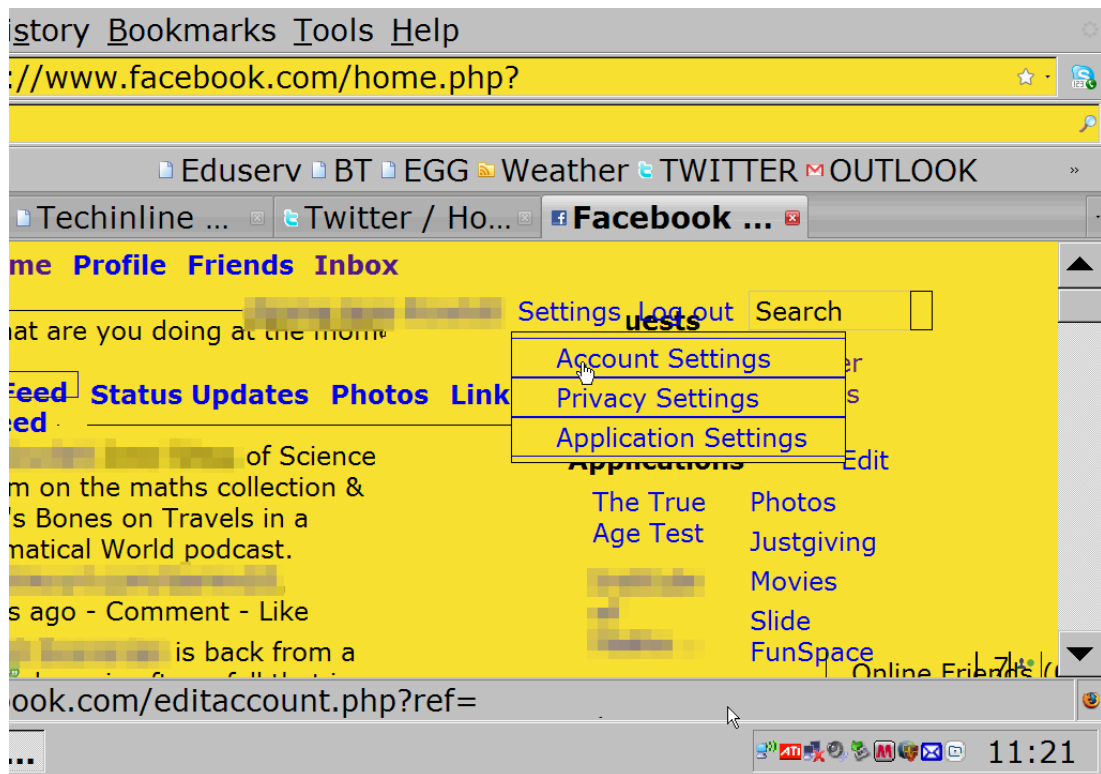 istory Bookmarks Tools Help
://www.facebook.com/home.php?
Eduserv BT EGG Weather TWITTER OUTLOOK »
Techinline ... Twitter / Ho... Facebook ...
me Profile Friends Inbox
Settings Log out Search
uests
hat are you doing at the mom
Account Settings er
Feed Status Updates Photos Link Privacy Settings s
eed
Application Settings
Applications Edit
of Science
m on the maths collection &
's Bones on Travels in a
matical World podcast.
s ago - Comment - Like
is back from a
The True
Age Test
Photos
Justgiving
Movies
Slide
FunSpace
Online Friends (
ook.com/editaccount.php?ref=
... ATI 11:21